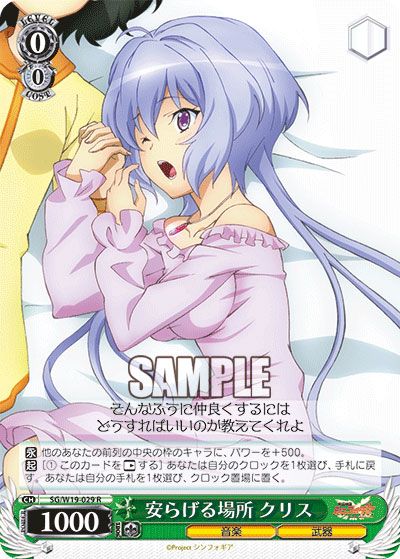 LEVEL
0
0
COST
SAMPLE
そんなふうに仲良くするには
どうすればいいのか教えてくれよ
永 他のあなたの前列の中央の枠のキャラに、パワーを+500。
起 [① このカードを する] あなたは自分のクロックを1枚選び、手札に戻
す。あなたは自分の手札を1枚選び、クロック置場に置く。
CH SG/W19-029 R
1000
安らげる場所 クリス
音楽 武器
©Project シンフォギア